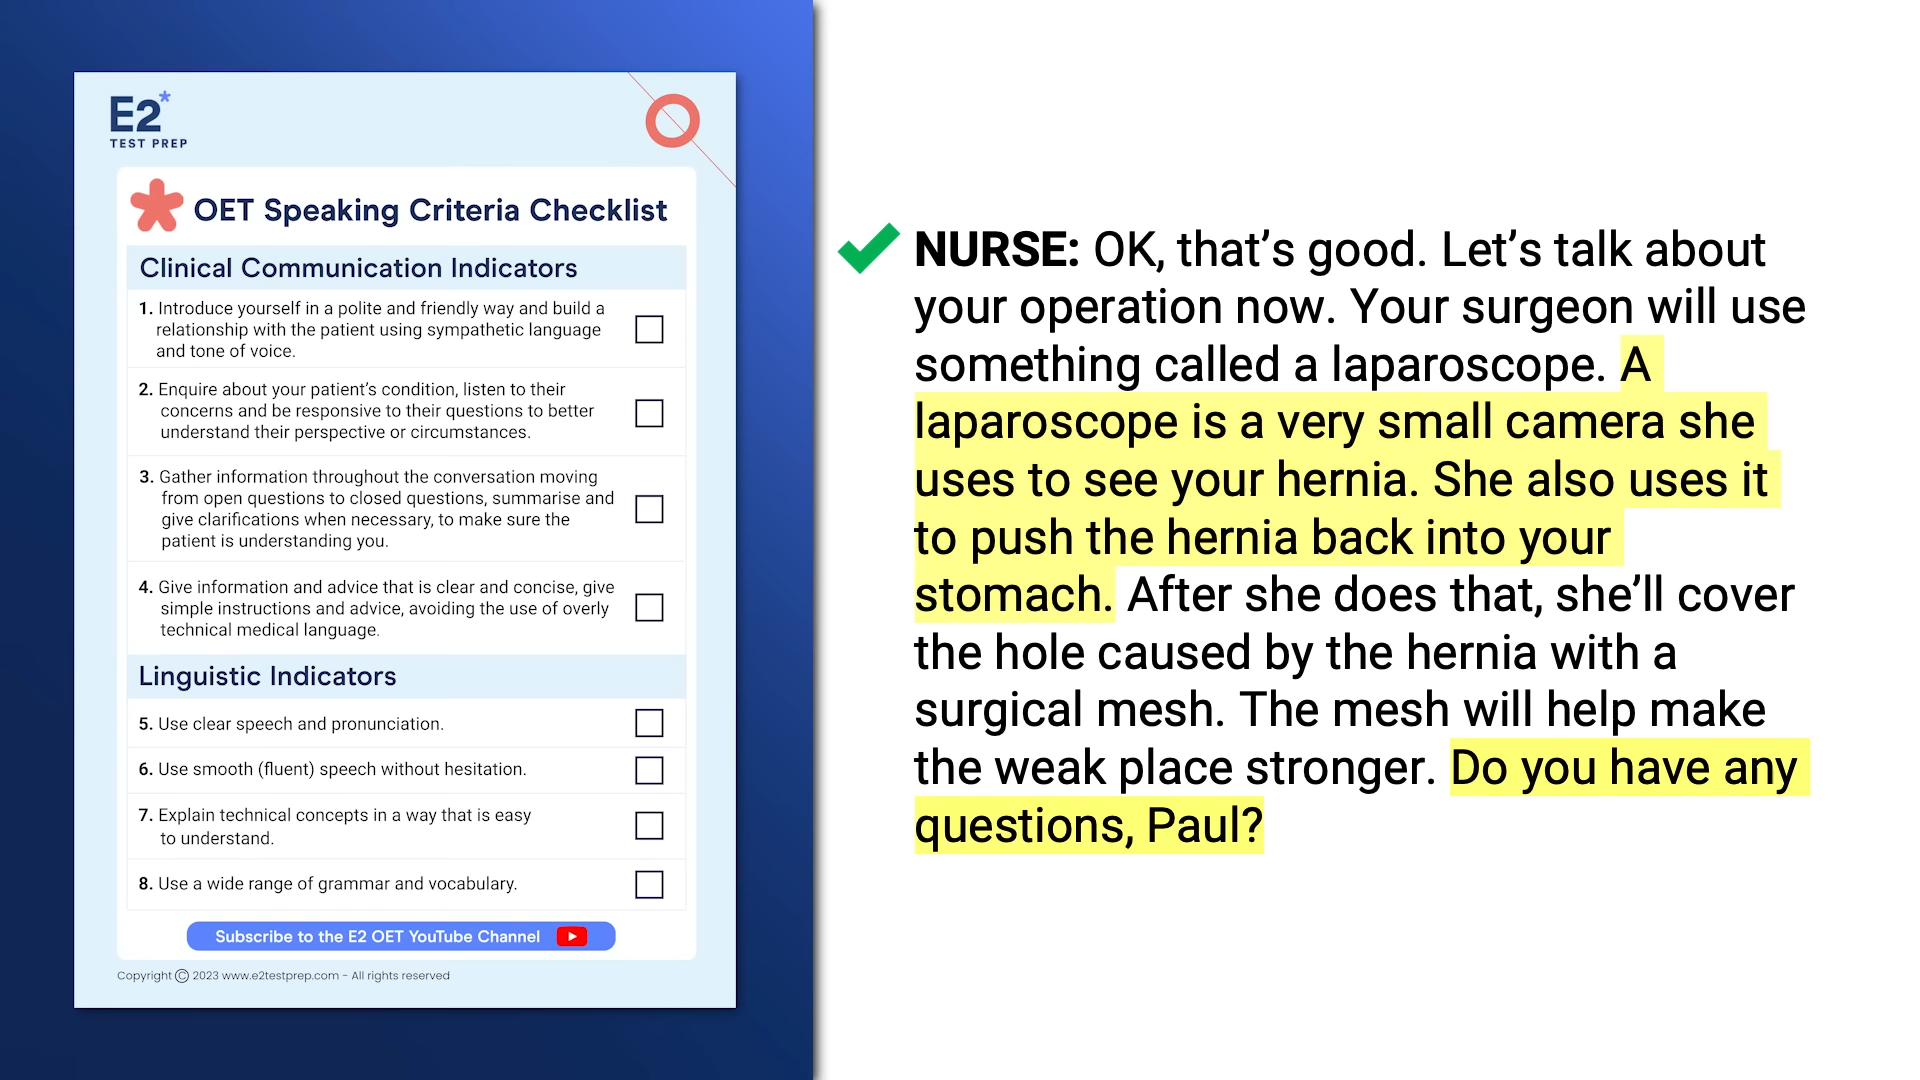 E2*
TEST PREP
OET Speaking Criteria Checklist
Clinical Communication Indicators
1. Introduce yourself in a polite and friendly way and build a
relationship with the patient using sympathetic language
and tone of voice.
2. Enquire about your patient’s condition, listen to their
concerns and be responsive to their questions to better
understand their perspective or circumstances.
3. Gather information throughout the conversation moving
from open questions to closed questions, summarise and
give clarifications when necessary, to make sure the
patient is understanding you.
4. Give information and advice that is clear and concise, give
simple instructions and advice, avoiding the use of overly
technical medical language.
Linguistic Indicators
5. Use clear speech and pronunciation.
6. Use smooth (fluent) speech without hesitation.
7. Explain technical concepts in a way that is easy
to understand.
8. Use a wide range of grammar and vocabulary.
Subscribe to the E2 OET YouTube Channel
Copyright © 2023 www.e2testprep.com - All rights reserved
NURSE: OK, that’s good. Let’s talk about
your operation now. Your surgeon will use
something called a laparoscope. A
laparoscope is a very small camera she
uses to see your hernia. She also uses it
to push the hernia back into your
stomach. After she does that, she’ll cover
the hole caused by the hernia with a
surgical mesh. The mesh will help make
the weak place stronger. Do you have any
questions, Paul?